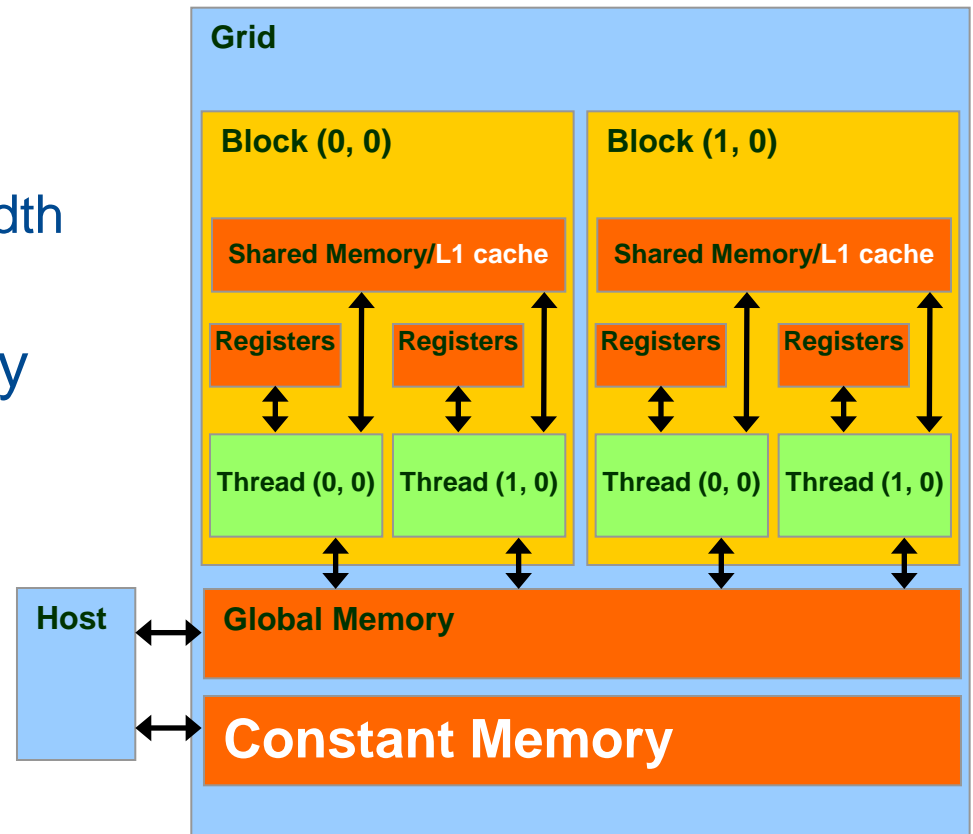 Grid
Block (0, 0)
Block (1, 0)
dth
Shared Memory/L1 cache
Shared Memory/L1 cache
Registers
Registers
Registers
Registers
y
Thread (0, 0)
Thread (1, 0)
Thread (0, 0)
Thread (1, 0)
Host
Global Memory
Constant Memory